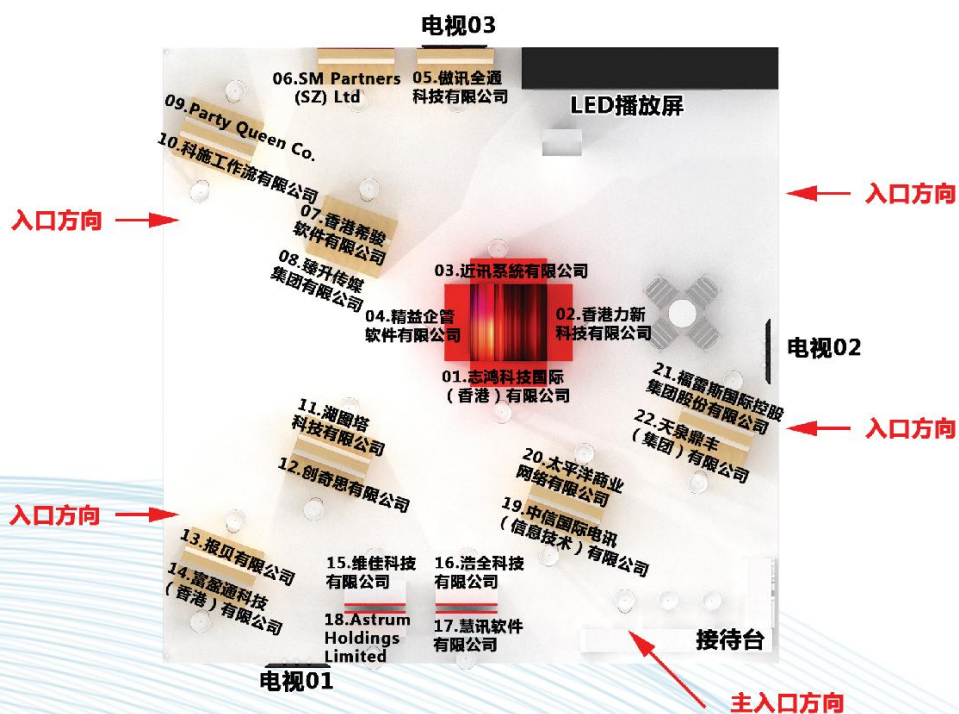 电视03
06.SM Partners
(SZ) Ltd
05.傲讯全通
科技有限公司
LED播放屏
09.Party Queen Co.
10.科施工作流有限公司
入口方向
入口方向
07.香港希骏
软件有限公司
08.臻升传媒
集团有限公司
03.近讯系統有限公司
04.精益企管
软件有限公司
02.香港力新
科技有限公司
01.志鸿科技国际
（香港）有限公司
电视02
21.福雷斯国际控股
集团股份有限公司
22.天泉鼎丰
（集团）有限公司
入口方向
11.湖圈塔
科技有限公司
12.创奇思有限公司
20.太平洋商业
网络有限公司
19.中信国际电讯
（信息技术）有限公司
入口方向
13.报贝有限公司
14.富盈通科技
（香港）有限公司
15.维佳科技
有限公司
16.浩全科技
有限公司
18.Astrum
Holdings
Limited
17.慧讯软件
有限公司
接待台
电视01
主入口方向